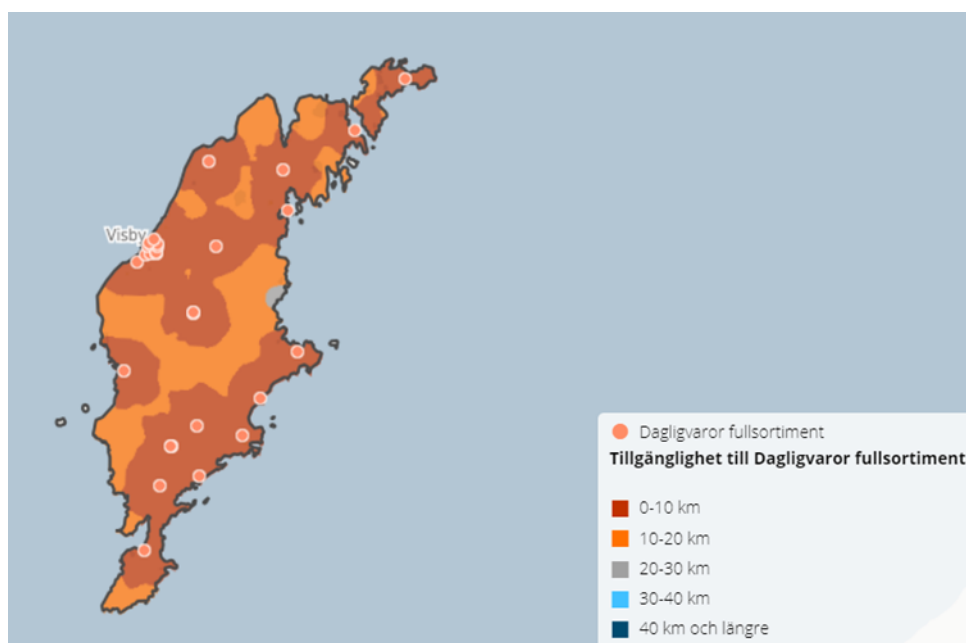 Visby
Dagligvaror fullsortiment
Tillgänglighet till Dagligvaror fullsortiment
0-10 km
10-20 km
20-30 km
30-40 km
40 km och längre